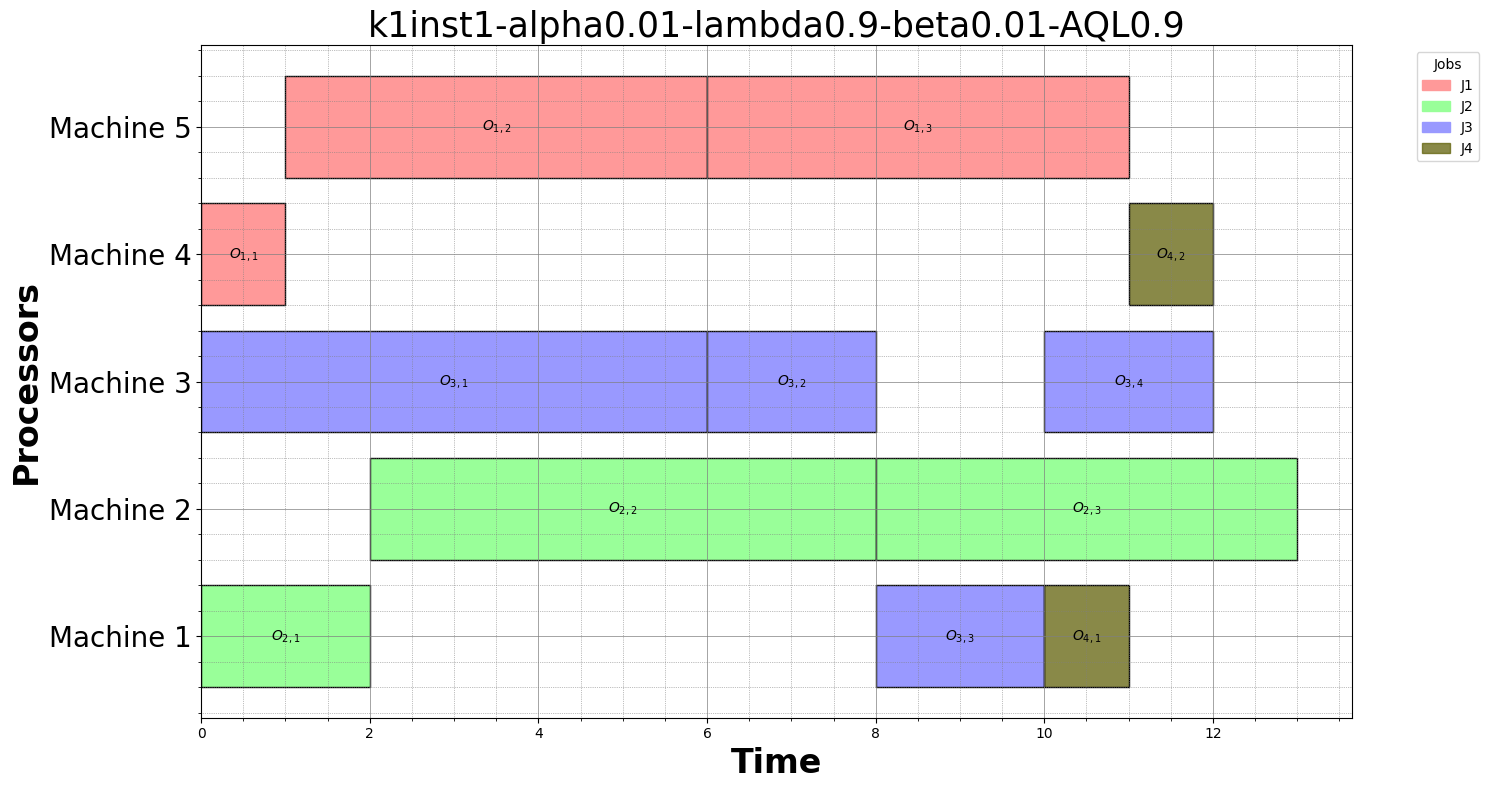 k1inst1-alpha0.01-lambda0.9-beta0.01-AQL0.9
Jobs
J1
J2
J3
J4
Machine 5
O1,2
O1,3
Machine 4
O1,1
O4,2
Machine 3
O3,1
O3,2
O3,4
Machine 2
O2,2
O2,3
Machine 1
O2,1
O3,3
O4,1
Processors
0 2 4 6 8 10 12
Time